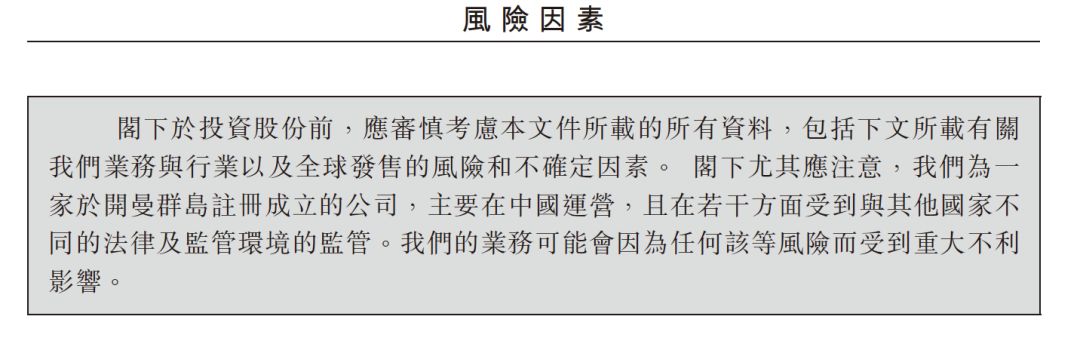 風險因素
閣下於投資股份前，應審慎考慮本文件所載的所有資料，包括下文所載有關
我們業務與行業以及全球發售的風險和不確定因素。 閣下尤其應注意，我們為一
家於開曼群島註冊成立的公司，主要在中國運營，且在若干方面受到與其他國家不
同的法律及監管環境的監管。我們的業務可能會因為任何該等風險而受到重大不利
影響。